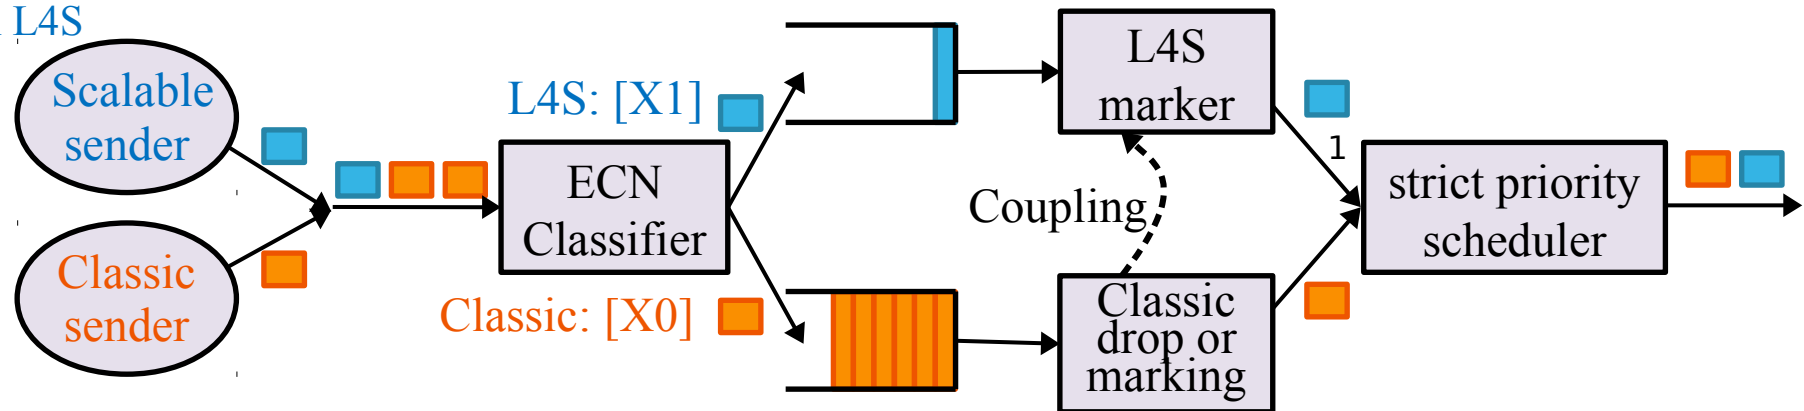 L4S
Scalable
sender
Classic
sender
L4S: [X1]
ECN
Classifier
Classic: [X0]
L4S
marker
Coupling
Classic
drop or
marking
1
strict priority
scheduler